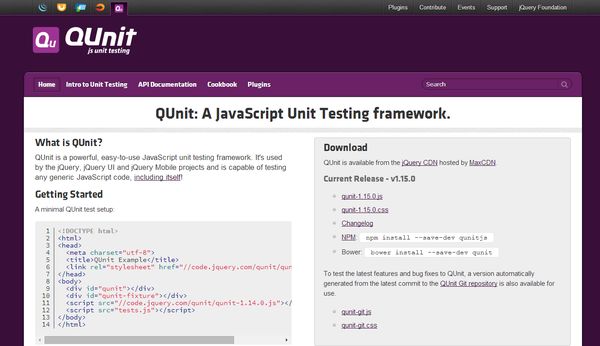 Plugins Contribute Events Support jQuery Foundation
QU QUnit
js unit testing
Home Intro to Unit Testing API Documentation Cookbook Plugins Search
QUnit: A JavaScript Unit Testing framework.
What is QUnit?
QUnit is a powerful, easy-to-use JavaScript unit testing framework. It's used
by the jQuery, jQuery UI and jQuery Mobile projects and is capable of testing
any generic JavaScript code, including itself!
Getting Started
A minimal QUnit test setup:
1 <!DOCTYPE html>
2 <html>
3 <head>
4 <meta charset="utf-8">
5 <title>QUnit Example</title>
6 <link rel="stylesheet" href="//code.jquery.com/qunit/qun
7 </head>
8 <body>
9 <div id="qunit"></div>
10 <div id="qunit-fixture"></div>
11 <script src="//code.jquery.com/qunit/qunit-1.14.0.js"></
12 <script src="tests.js"></script>
13 </body>
14 </html>
Download
QUnit is available from the jQuery CDN hosted by MaxCDN.
Current Release - v1.15.0
qunit-1.15.0.js
qunit-1.15.0.css
Changelog
NPM: npm install --save-dev qunitjs
Bower: bower install --save-dev qunit
To test the latest features and bug fixes to QUnit, a version automatically
generated from the latest commit to the QUnit Git repository is also available for
use.
qunit-git.js
qunit-git.css